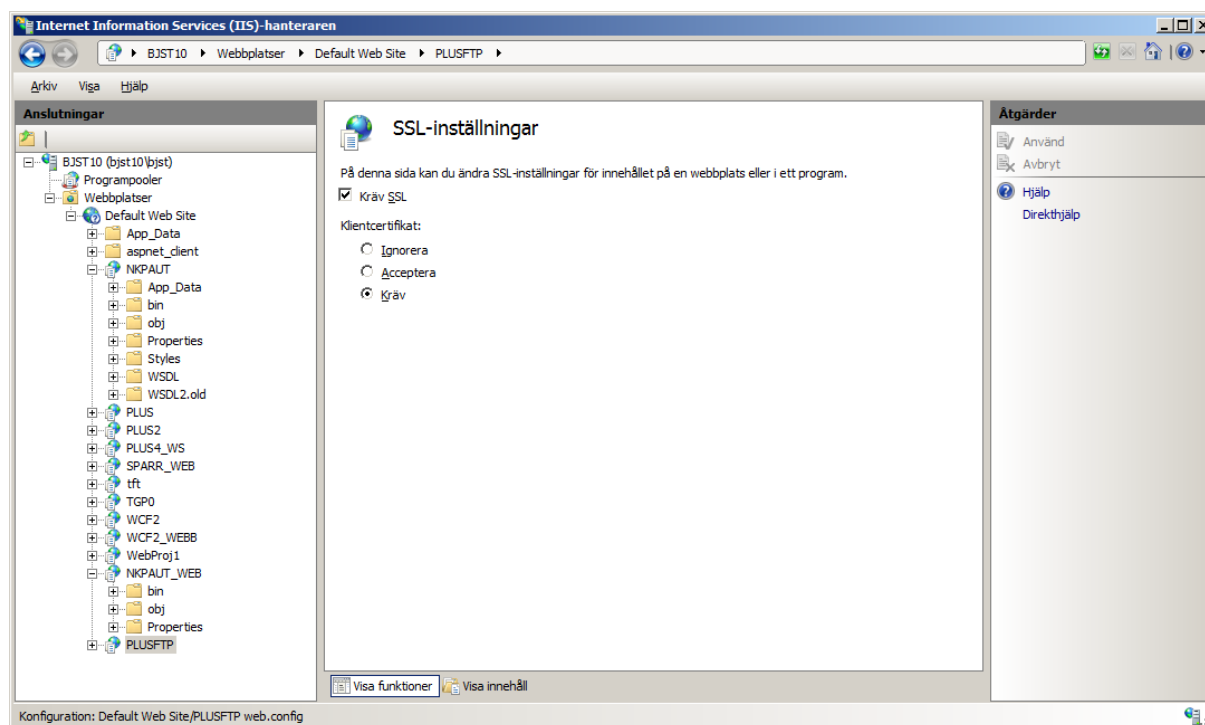 Internet Information Services (IIS)-hanteraren
BJST10 Webbplatser Default Web Site PLUSFTP
Arkiv Visa Hjälp
Anslutningar
BJST10 (bjst10\bjst)
Programpooler
Webbplatser
Default Web Site
App_Data
aspnet_client
NKPAUT
App_Data
bin
obj
Properties
Styles
WSDL
WSDL2.old
PLUS
PLUS2
PLUS4_WS
SPARR_WEB
tft
TGP0
WCF2
WCF2_WEBB
WebProj1
NKPAUT_WEB
bin
obj
Properties
PLUSFTP
SSL-inställningar
På denna sida kan du ändra SSL-inställningar för innehållet på en webbplats eller i ett program.
Kräv SSL
Klientcertifikat:
Ignorera
Acceptera
Kräv
Visa funktioner Visa innehåll
Åtgärder
Använd
Avbryt
Hjälp
Direkthjälp
Konfiguration: Default Web Site/PLUSFTP web.config